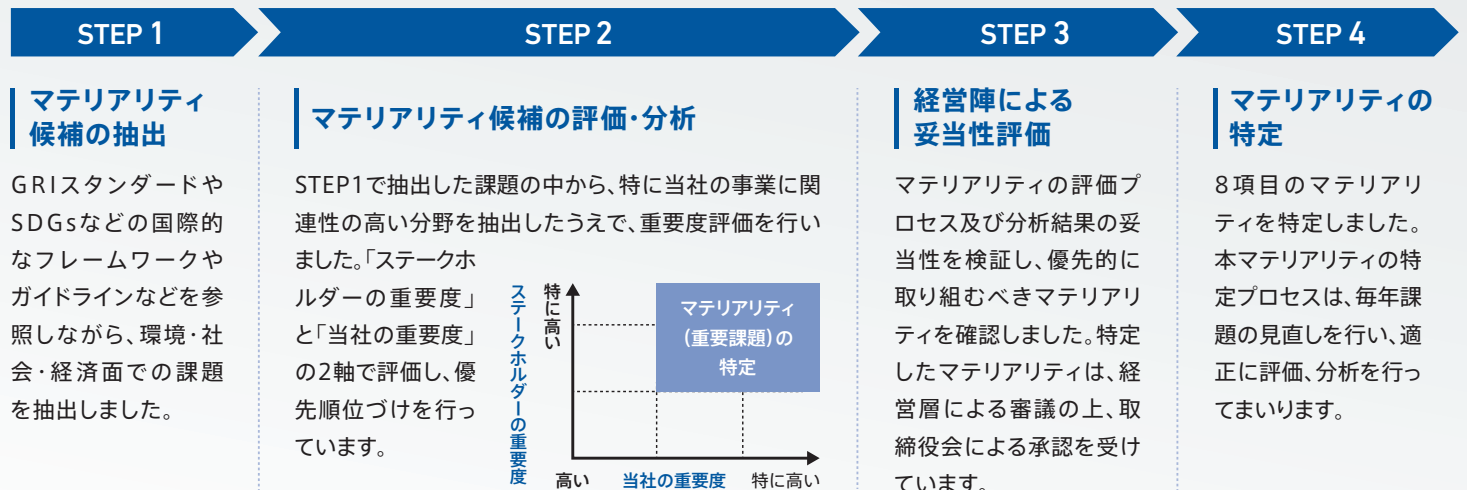 STEP 1
マテリアリティ
候補の抽出
GRIスタンダードや
SDGsなどの国際的
なフレームワークや
ガイドラインなどを参
照しながら、環境・社
会・経済面での課題
を抽出しました。
STEP 2
マテリアリティ候補の評価・分析
STEP1で抽出した課題の中から、特に当社の事業に関
連性の高い分野を抽出したうえで、重要度評価を行い
ました。「ステークホ
ルダーの重要度」
と「当社の重要度」
の2軸で評価し、優
先順位づけを行っ
ています。
ステークホルダーの重要度
特に高い
マテリアリティ
(重要課題)の
特定
高い 当社の重要度 特に高い
STEP 3
経営陣による
妥当性評価
マテリアリティの評価プ
ロセス及び分析結果の妥
当性を検証し、優先的に
取り組むべきマテリアリ
ティを確認しました。特定
したマテリアリティは、経
営層による審議の上、取
締役会による承認を受け
ています。
STEP 4
マテリアリティの
特定
8項目のマテリアリ
ティを特定しました。
本マテリアリティの特
定プロセスは、毎年課
題の見直しを行い、適
正に評価、分析を行っ
てまいります。